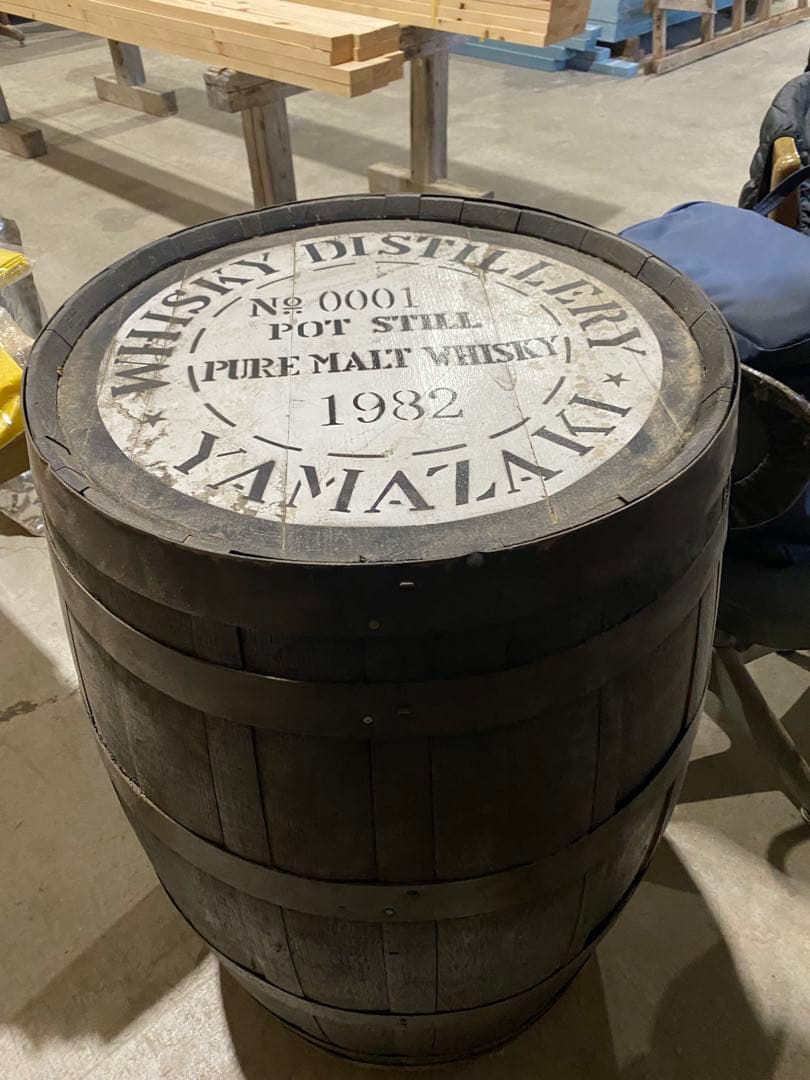 WHISKY DISTILLERY
Nº 0001
POT STILL
PURE MALT WHISKY
1982
★ YAMAZAKI ★